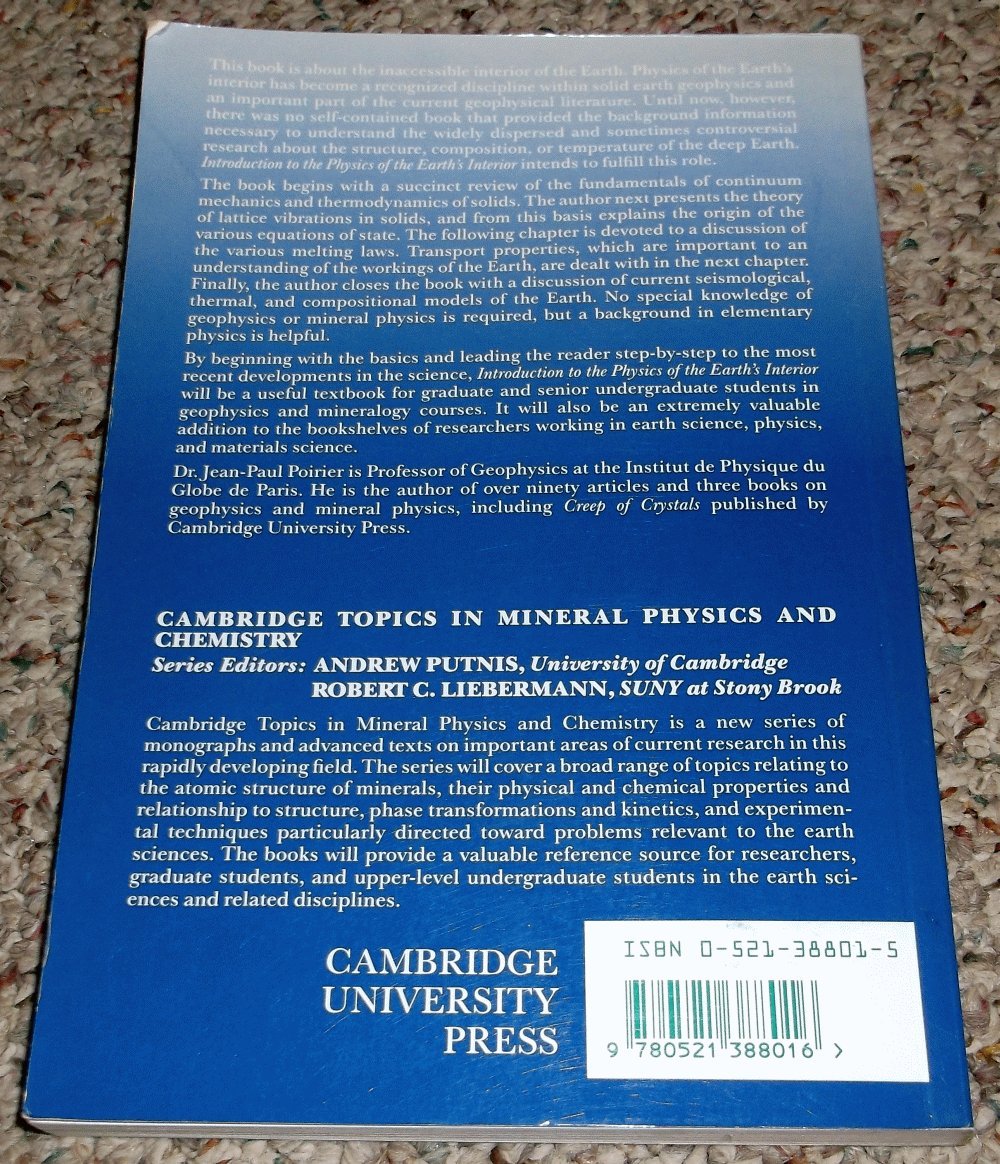 This book is about the inaccessible interior of the Earth. Physics of the Earth's
interior has become a recognized discipline within solid earth geophysics and
an important part of the current geophysical literature. Until now, however,
there was no self-contained book that provided the background information
necessary to understand the widely dispersed and sometimes controversial
research about the structure, composition, or temperature of the deep Earth.
Introduction to the Physics of the Earth's Interior intends to fulfill this role.
The book begins with a succinct review of the fundamentals of continuum
mechanics and thermodynamics of solids. The author next presents the theory
of lattice vibrations in solids, and from this basis explains the origin of the
various equations of state. The following chapter is devoted to a discussion of
the various melting laws. Transport properties, which are important to an
understanding of the workings of the Earth, are dealt with in the next chapter.
Finally, the author closes the book with a discussion of current seismological,
thermal, and compositional models of the Earth. No special knowledge of
geophysics or mineral physics is required, but a background in elementary
physics is helpful.
By beginning with the basics and leading the reader step-by-step to the most
recent developments in the science, Introduction to the Physics of the Earth's Interior
will be a useful textbook for graduate and senior undergraduate students in
geophysics and mineralogy courses. It will also be an extremely valuable
addition to the bookshelves of researchers working in earth science, physics,
and materials science.
Dr. Jean-Paul Poirier is Professor of Geophysics at the Institut de Physique du
Globe de Paris. He is the author of over ninety articles and three books on
geophysics and mineral physics, including Creep of Crystals published by
Cambridge University Press.
CAMBRIDGE TOPICS IN MINERAL PHYSICS AND
CHEMISTRY
Series Editors: ANDREW PUTNIS, University of Cambridge
ROBERT C. LIEBERMANN, SUNY at Stony Brook
Cambridge Topics in Mineral Physics and Chemistry is a new series of
monographs and advanced texts on important areas of current research in this
rapidly developing field. The series will cover a broad range of topics relating to
the atomic structure of minerals, their physical and chemical properties and
relationship to structure, phase transformations and kinetics, and experimen-
tal techniques particularly directed toward problems relevant to the earth
sciences. The books will provide a valuable reference source for researchers,
graduate students, and upper-level undergraduate students in the earth sci-
ences and related disciplines.
CAMBRIDGE
UNIVERSITY
PRESS
ISBN 0-521-38801-5
9 780521 388016 >